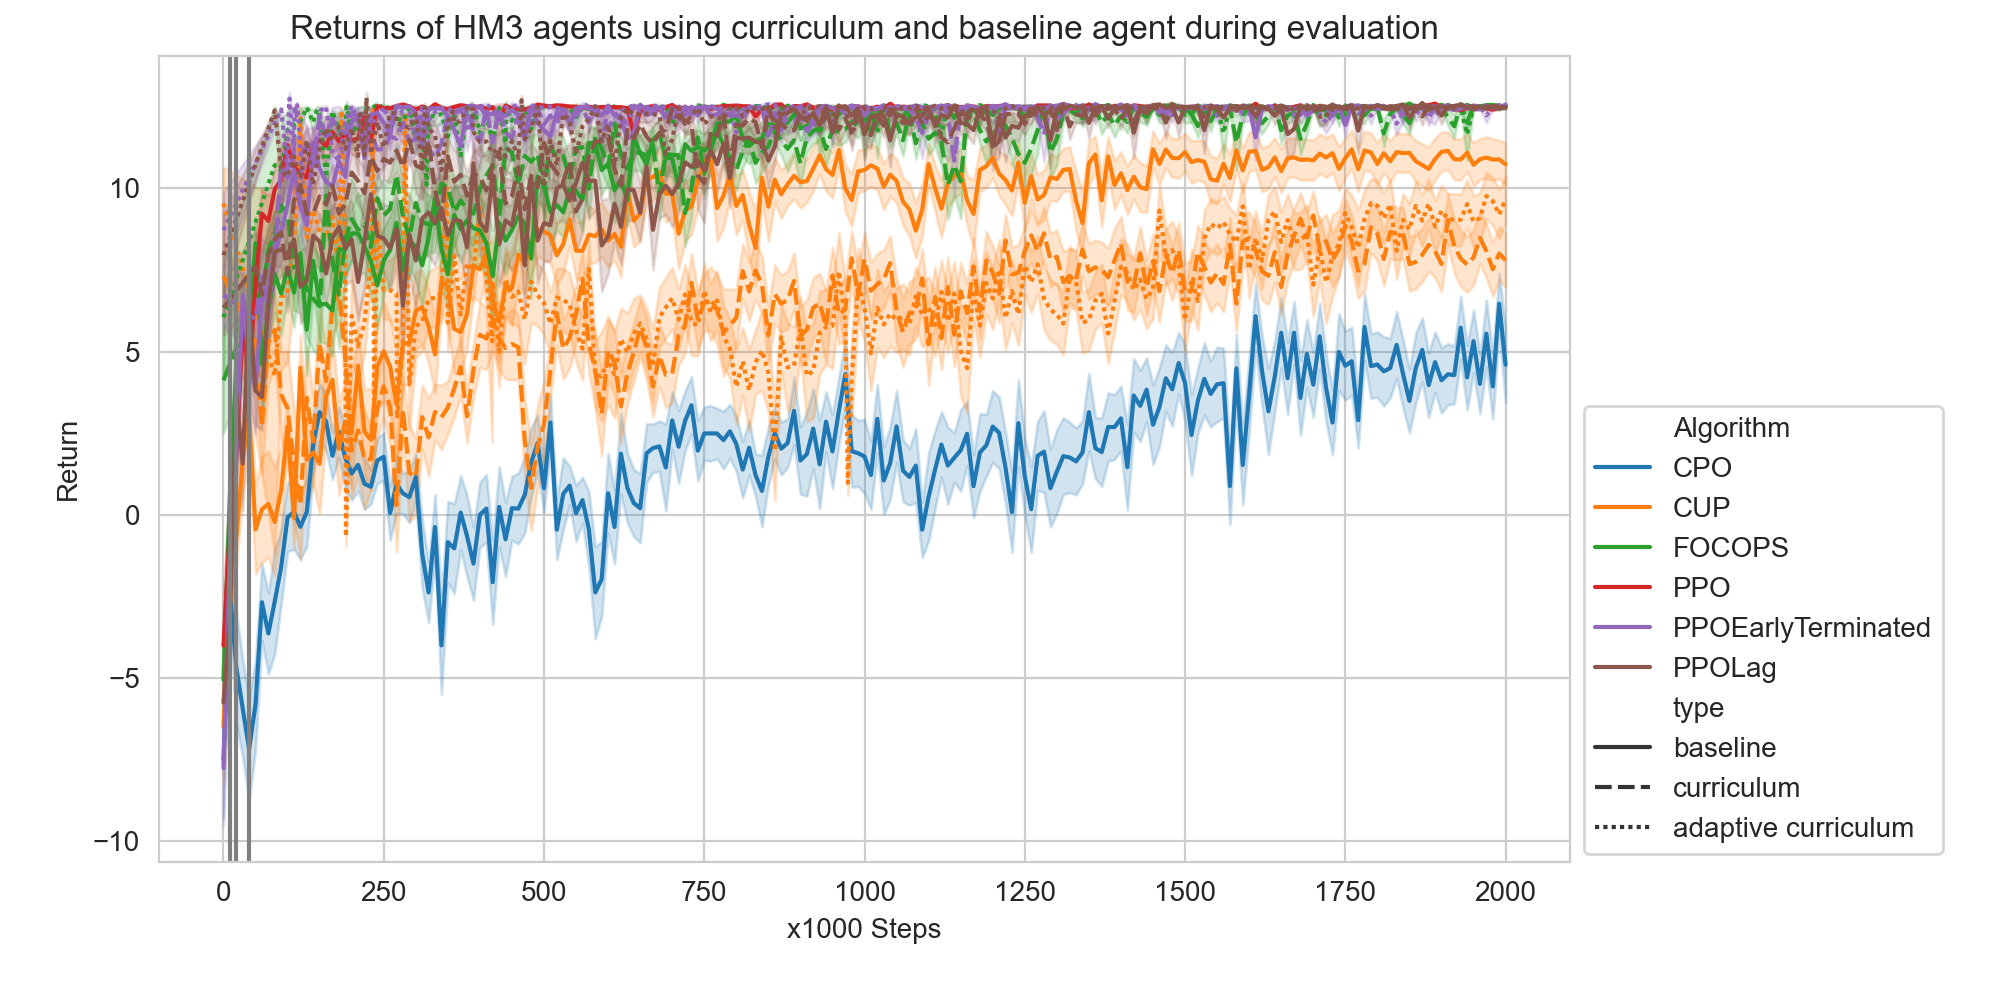 Returns of HM3 agents using curriculum and baseline agent during evaluation
Return
10
5
0
−5
−10
0 250 500 750 1000 1250 1500 1750 2000
x1000 Steps
Algorithm
CPO
CUP
FOCOPS
PPO
PPOEarlyTerminated
PPOLag
type
baseline
curriculum
adaptive curriculum